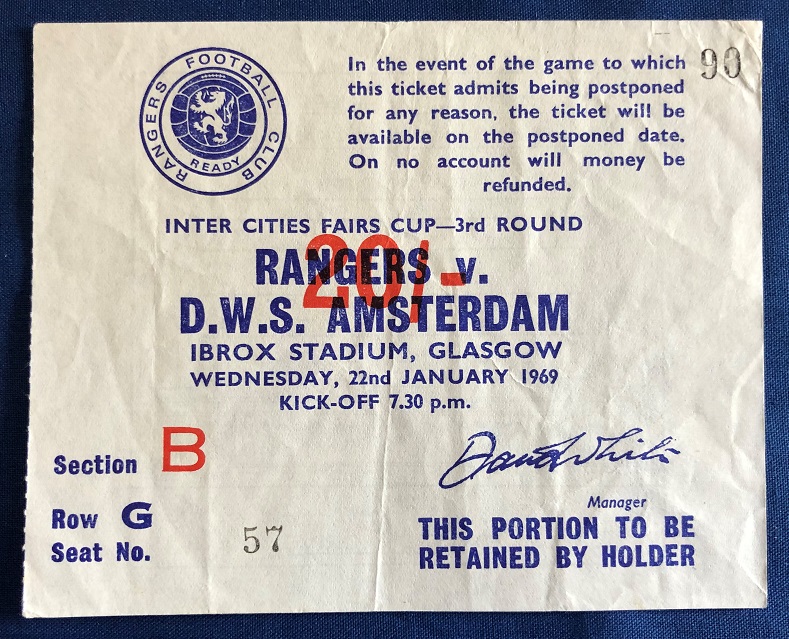 RANGERS FOOTBALL CLUB
READY
In the event of the game to which
this ticket admits being postponed
for any reason, the ticket will be
available on the postponed date.
On no account will money be
refunded.
90
INTER CITIES FAIRS CUP—3rd ROUND
RANGERS v.
20/-
D.W.S. AMSTERDAM
IBROX STADIUM, GLASGOW
WEDNESDAY, 22nd JANUARY 1969
KICK-OFF 7.30 p.m.
Section B
Row G
Seat No. 57
David White
Manager
THIS PORTION TO BE
RETAINED BY HOLDER